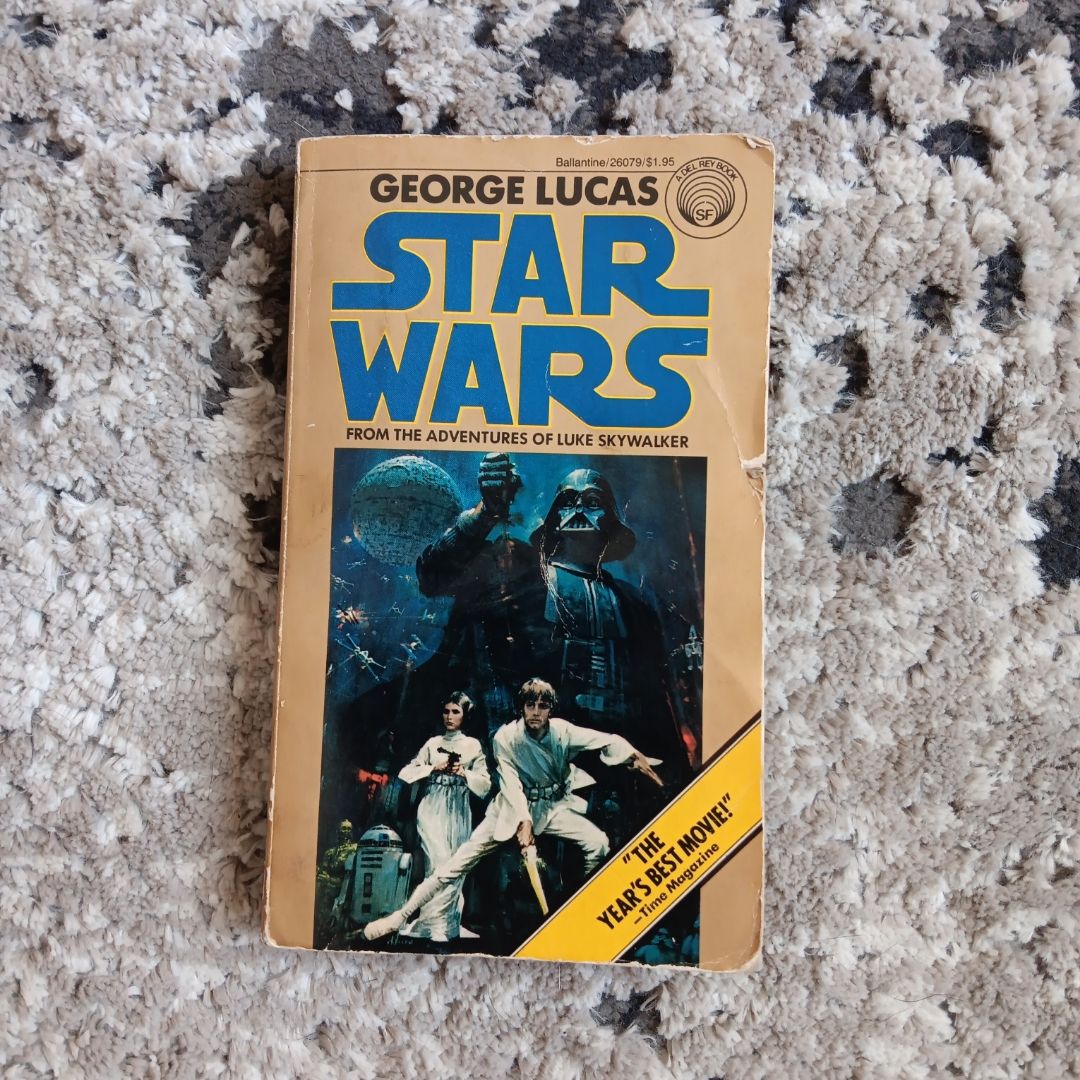 Ballantine/26079/$1.95
GEORGE LUCAS
A DEL REY BOOK
SF
STAR
WARS
FROM THE ADVENTURES OF LUKE SKYWALKER
"THE
YEAR'S BEST MOVIE!"
—Time Magazine